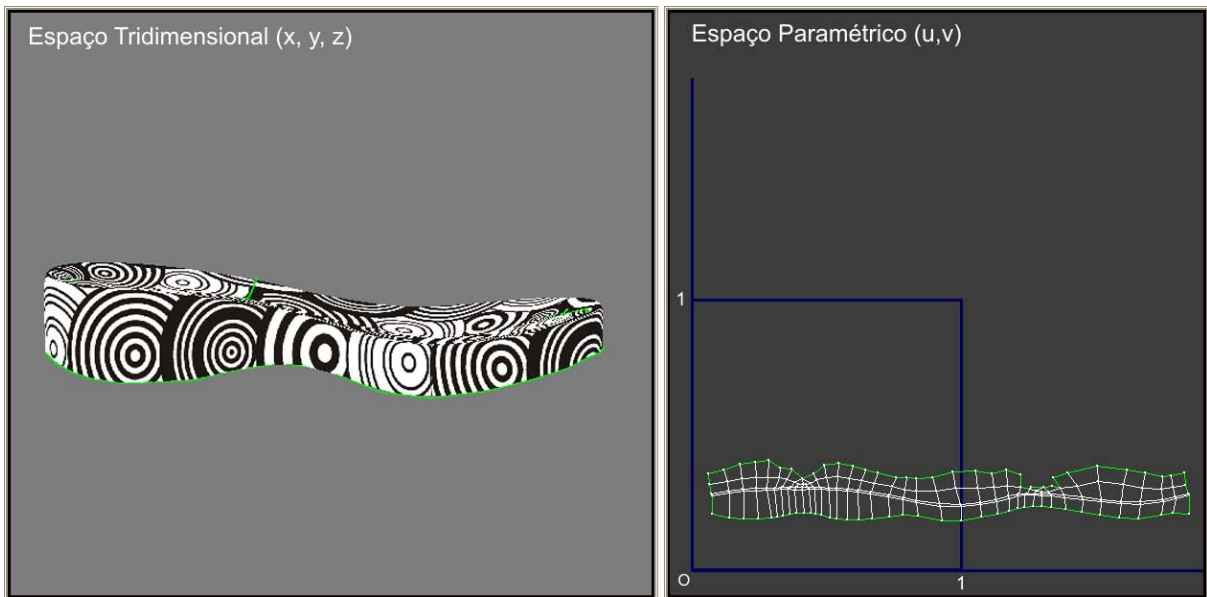 Espaço Tridimensional (x, y, z)
Espaço Paramétrico (u,v)
1
O
1